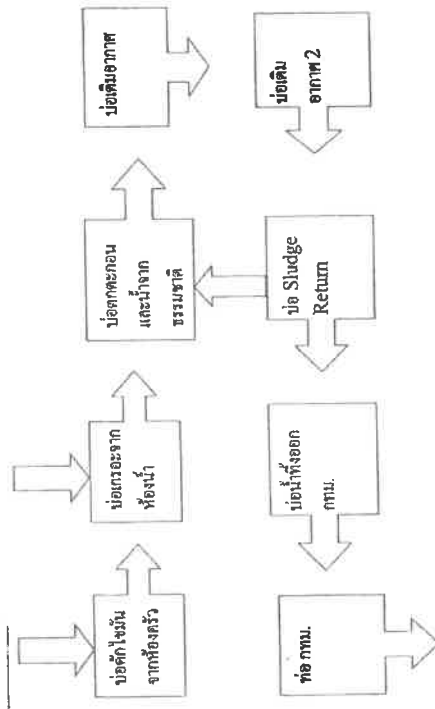 บ่อดักไขมัน
จากห้องครัว
บ่อเกรอะจาก
ห้องน้ำ
บ่อตกตะกอน
และน้ำจาก
ธรรมชาติ
บ่อเติมอากาศ
บ่อเติม
อากาศ 2
บ่อ Sludge
Return
บ่อน้ำทิ้งออก
กทม.
ท่อ กทม.